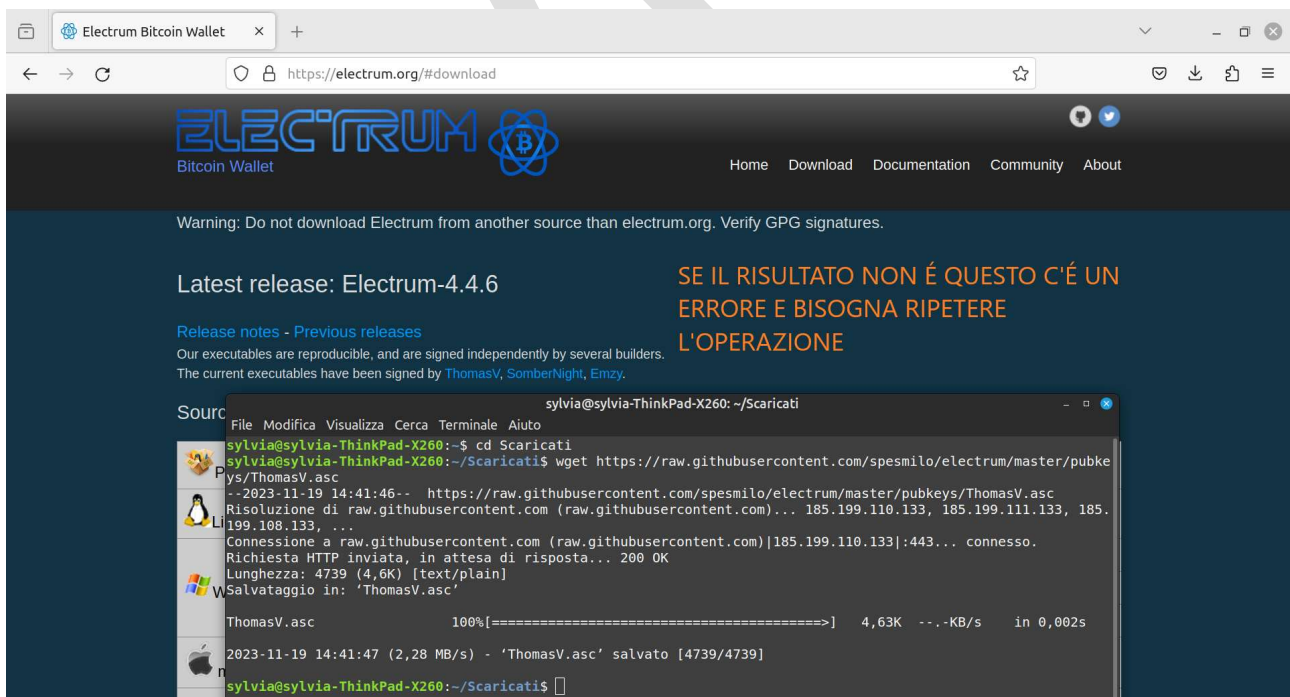 Electrum Bitcoin Wallet
https://electrum.org/#download
ELECTRUM
Bitcoin Wallet
Home Download Documentation Community About
Warning: Do not download Electrum from another source than electrum.org. Verify GPG signatures.
Latest release: Electrum-4.4.6
SE IL RISULTATO NON É QUESTO C'É UN
ERRORE E BISOGNA RIPETERE
L'OPERAZIONE
Release notes - Previous releases
Our executables are reproducible, and are signed independently by several builders.
The current executables have been signed by ThomasV, SomberNight, Emzy.
sylvia@sylvia-ThinkPad-X260: ~/Scaricati
File Modifica Visualizza Cerca Terminale Aiuto
sylvia@sylvia-ThinkPad-X260:~$ cd Scaricati
sylvia@sylvia-ThinkPad-X260:~/Scaricati$ wget https://raw.githubusercontent.com/spesmilo/electrum/master/pubke
ys/ThomasV.asc
--2023-11-19 14:41:46-- https://raw.githubusercontent.com/spesmilo/electrum/master/pubkeys/ThomasV.asc
Risoluzione di raw.githubusercontent.com (raw.githubusercontent.com)... 185.199.110.133, 185.199.111.133, 185.
199.108.133, ...
Connessione a raw.githubusercontent.com (raw.githubusercontent.com)|185.199.110.133|:443... connesso.
Richiesta HTTP inviata, in attesa di risposta... 200 OK
Lunghezza: 4739 (4,6K) [text/plain]
Salvataggio in: ‘ThomasV.asc’
ThomasV.asc 100%[=========================================>] 4,63K --.-KB/s in 0,002s
2023-11-19 14:41:47 (2,28 MB/s) - ‘ThomasV.asc’ salvato [4739/4739]
sylvia@sylvia-ThinkPad-X260:~/Scaricati$